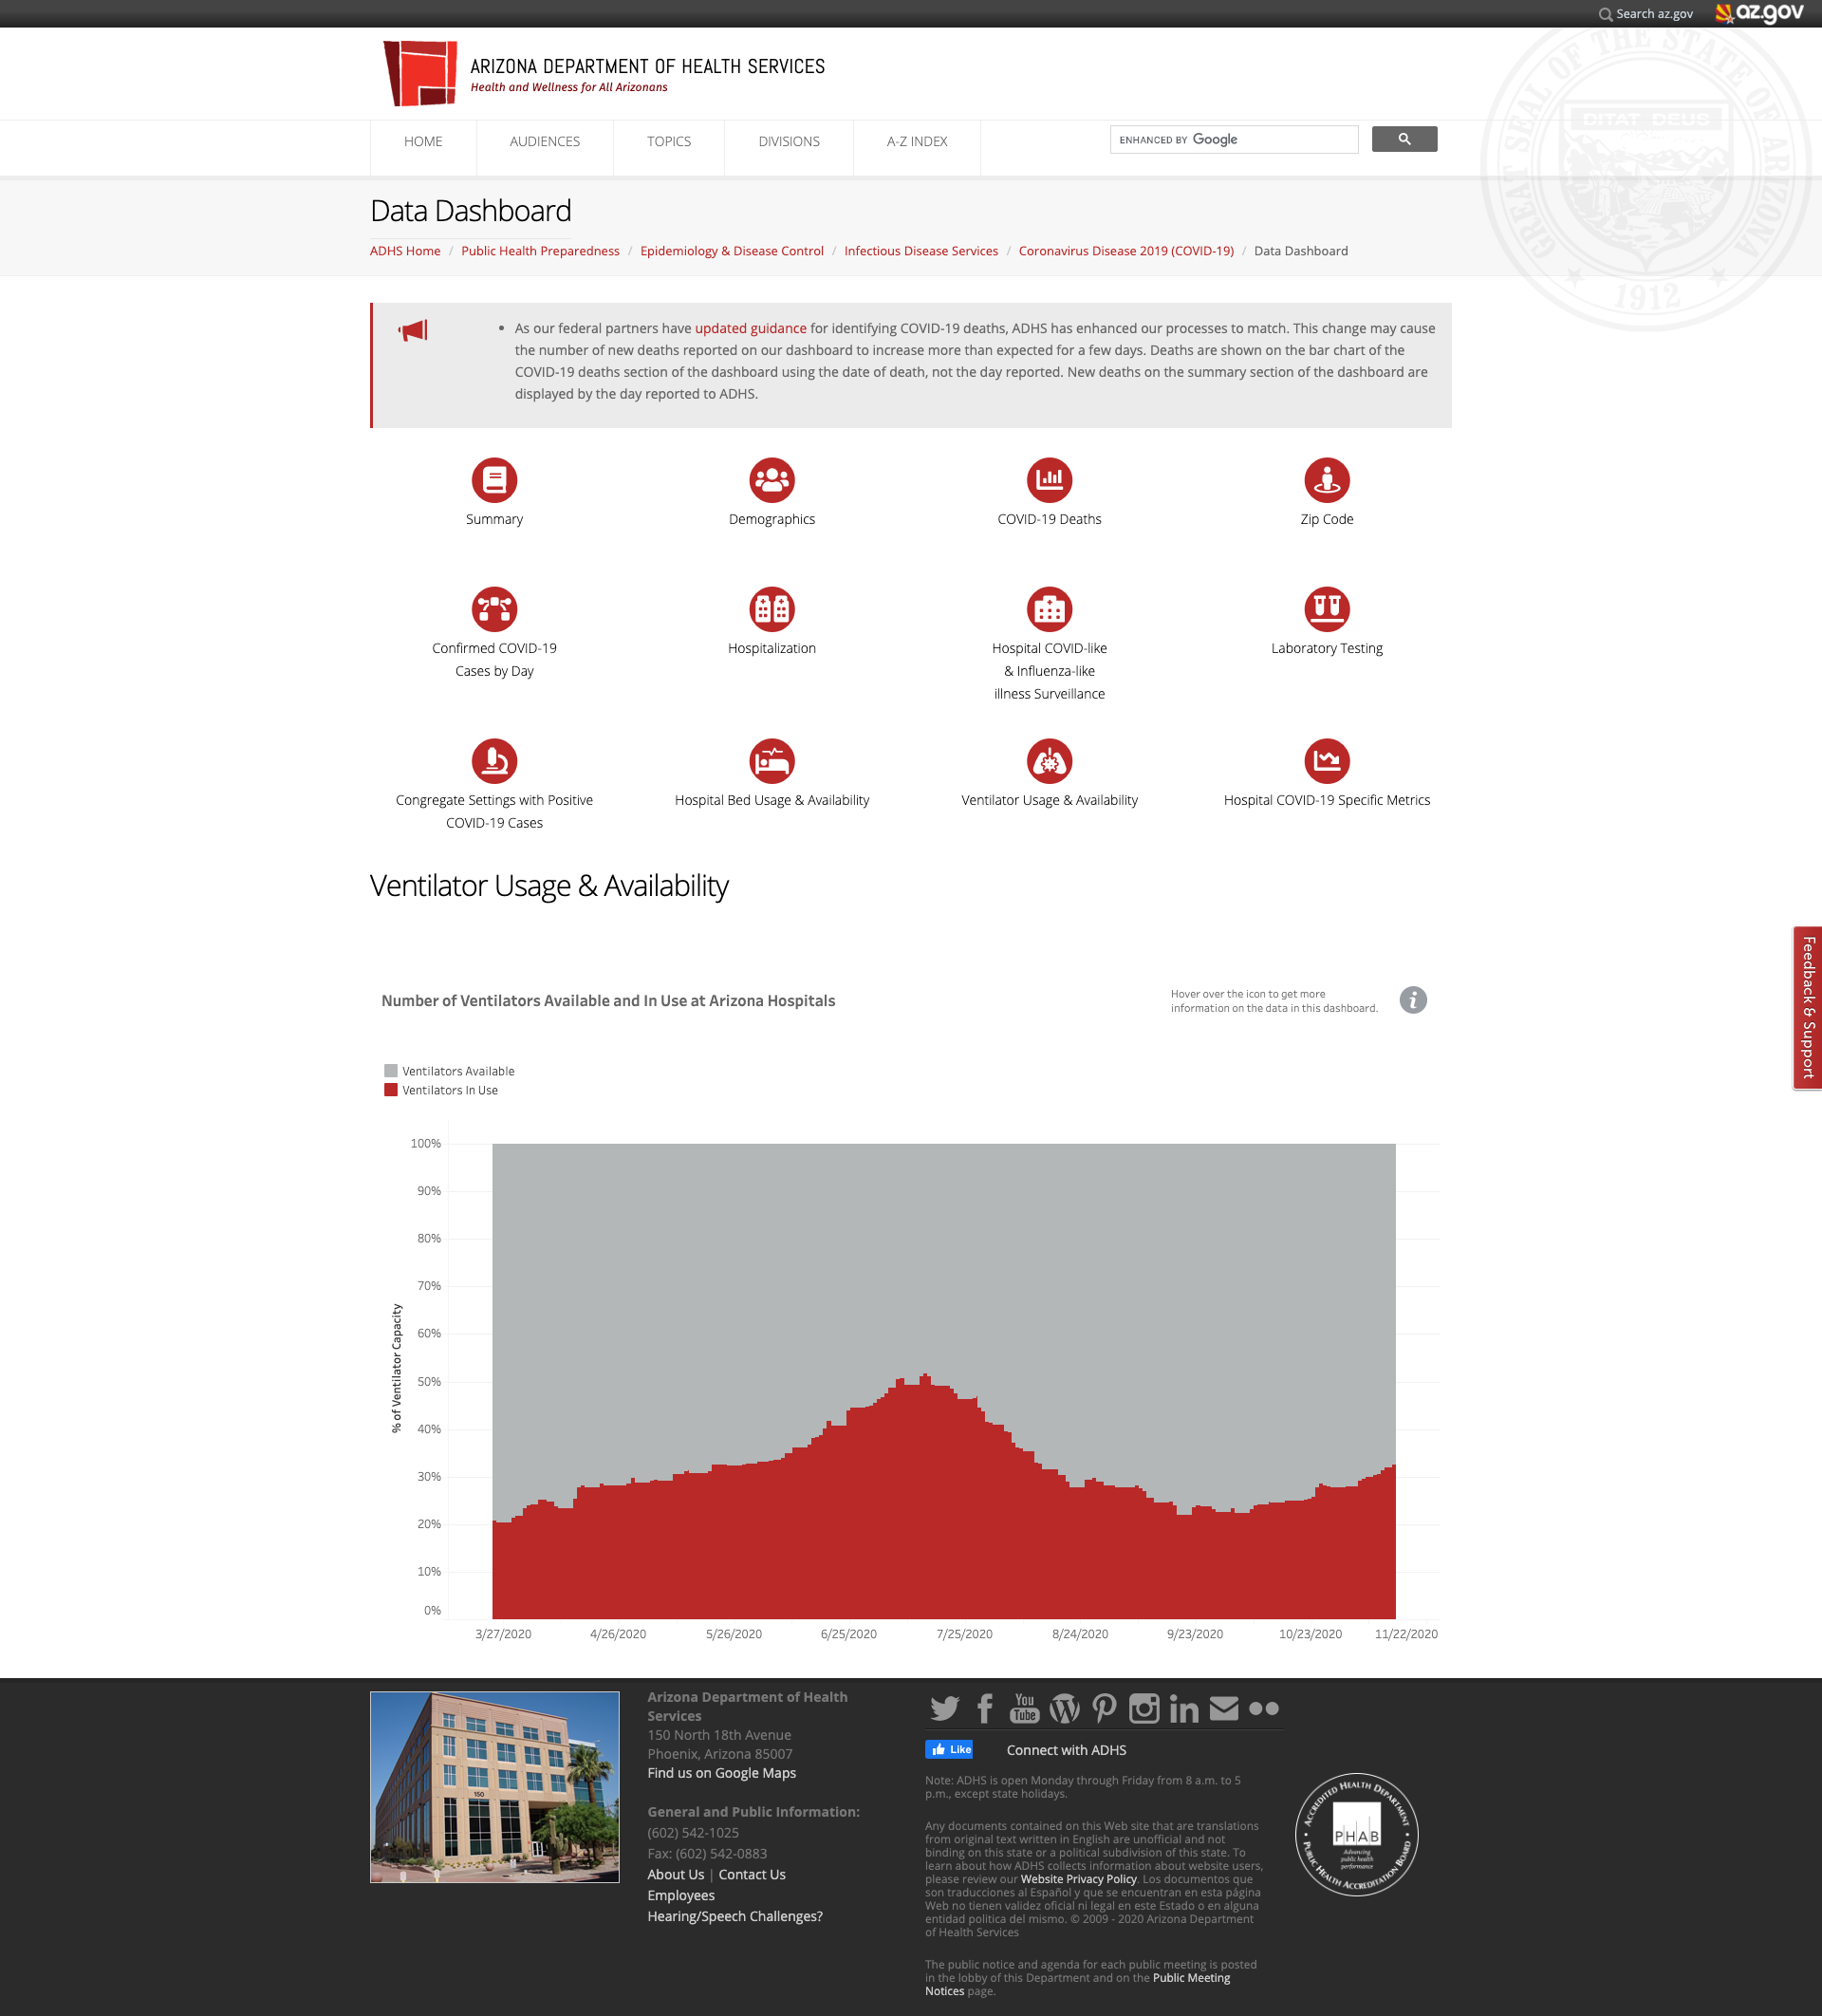 Search az.gov
az.gov
ARIZONA DEPARTMENT OF HEALTH SERVICES
Health and Wellness for All Arizonans
HOME
AUDIENCES
TOPICS
DIVISIONS
A-Z INDEX
ENHANCED BY Google
GREAT SEAL OF THE STATE OF ARIZONA
DITAT DEUS
1912
Data Dashboard
ADHS Home / Public Health Preparedness / Epidemiology & Disease Control / Infectious Disease Services / Coronavirus Disease 2019 (COVID-19) / Data Dashboard
• As our federal partners have updated guidance for identifying COVID-19 deaths, ADHS has enhanced our processes to match. This change may cause
the number of new deaths reported on our dashboard to increase more than expected for a few days. Deaths are shown on the bar chart of the
COVID-19 deaths section of the dashboard using the date of death, not the day reported. New deaths on the summary section of the dashboard are
displayed by the day reported to ADHS.
Summary
Demographics
COVID-19 Deaths
Zip Code
Confirmed COVID-19
Cases by Day
Hospitalization
Hospital COVID-like
& Influenza-like
illness Surveillance
Laboratory Testing
Congregate Settings with Positive
COVID-19 Cases
Hospital Bed Usage & Availability
Ventilator Usage & Availability
Hospital COVID-19 Specific Metrics
Ventilator Usage & Availability
Feedback & Support
Number of Ventilators Available and In Use at Arizona Hospitals
Hover over the icon to get more
information on the data in this dashboard.
i
Ventilators Available
Ventilators In Use
% of Ventilator Capacity
100%
90%
80%
70%
60%
50%
40%
30%
20%
10%
0%
3/27/2020
4/26/2020
5/26/2020
6/25/2020
7/25/2020
8/24/2020
9/23/2020
10/23/2020
11/22/2020
150
Arizona Department of Health
Services
150 North 18th Avenue
Phoenix, Arizona 85007
Find us on Google Maps
General and Public Information:
(602) 542-1025
Fax: (602) 542-0883
About Us | Contact Us
Employees
Hearing/Speech Challenges?
You
Tube
in
Like
Connect with ADHS
Note: ADHS is open Monday through Friday from 8 a.m. to 5
p.m., except state holidays.
Any documents contained on this Web site that are translations
from original text written in English are unofficial and not
binding on this state or a political subdivision of this state. To
learn about how ADHS collects information about website users,
please review our Website Privacy Policy. Los documentos que
son traducciones al Español y que se encuentran en esta página
Web no tienen validez oficial ni legal en este Estado o en alguna
entidad politica del mismo. © 2009 - 2020 Arizona Department
of Health Services
The public notice and agenda for each public meeting is posted
in the lobby of this Department and on the Public Meeting
Notices page.
ACCREDITED HEALTH DEPARTMENT
PHAB
Advancing
public health
performance
PUBLIC HEALTH ACCREDITATION BOARD